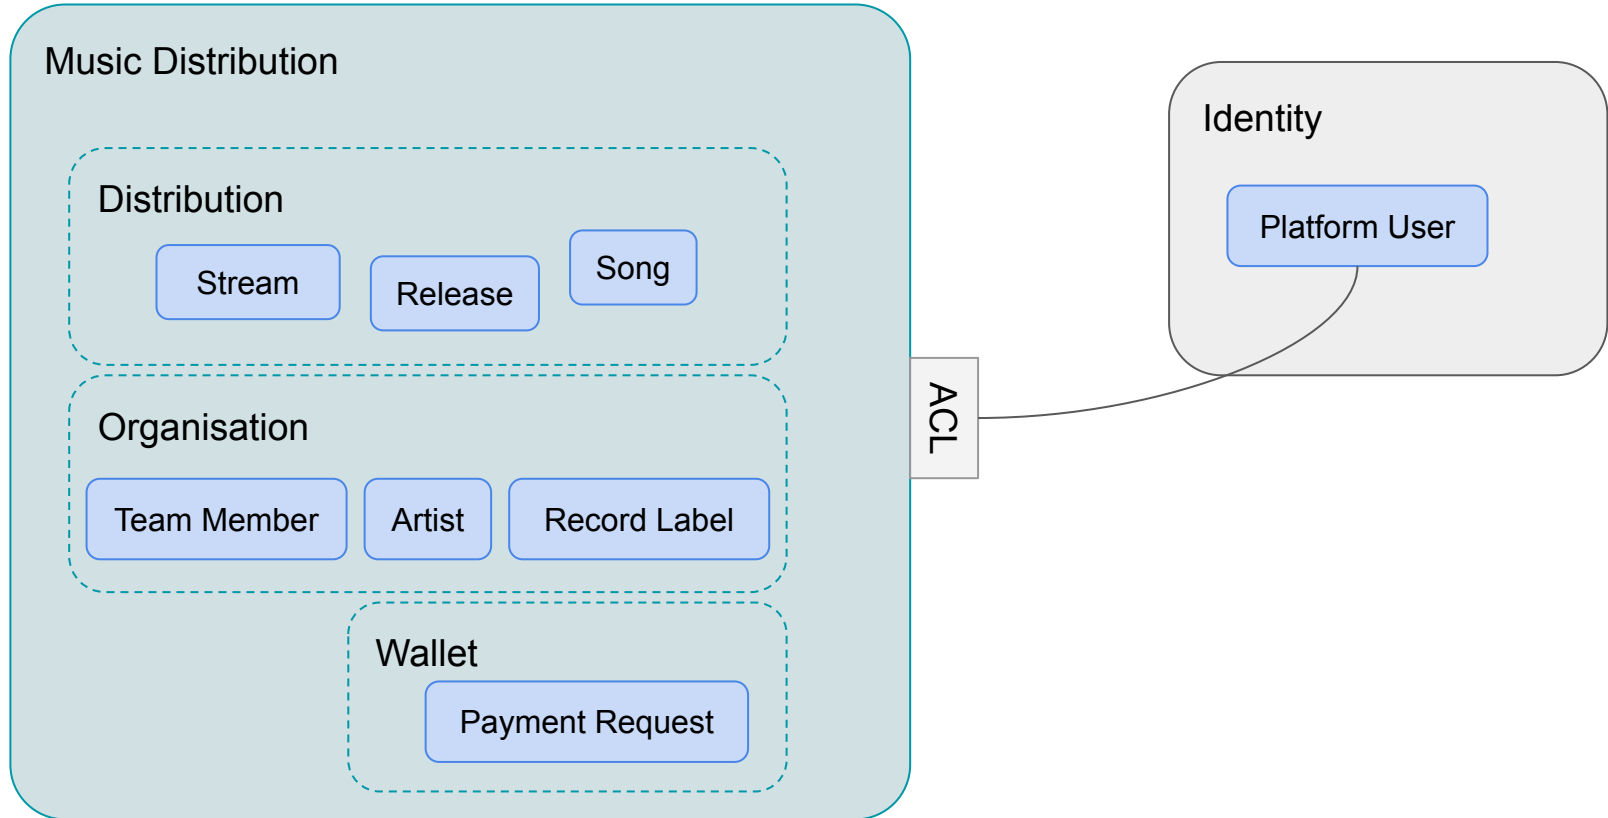 Music Distribution
Distribution
Stream
Release
Song
Organisation
Team Member
Artist
Record Label
Wallet
Payment Request
ACL
Identity
Platform User